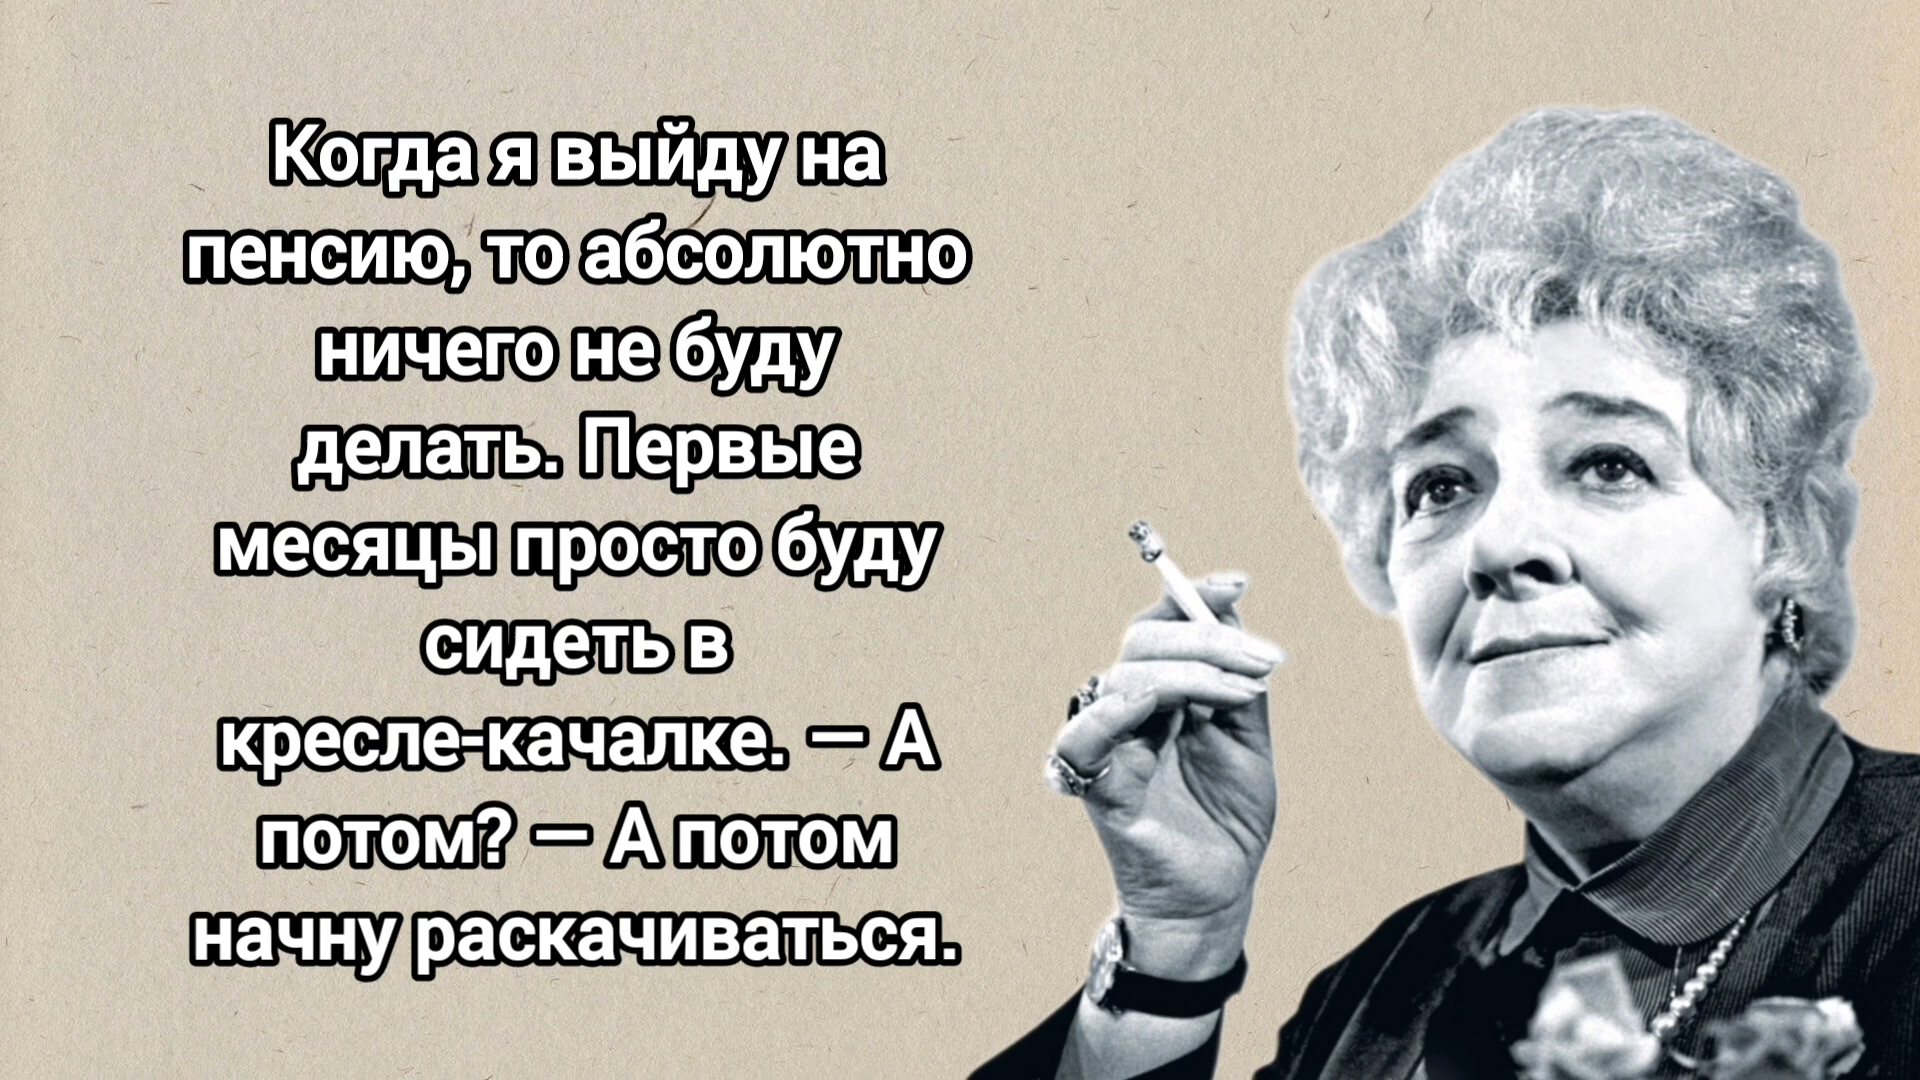 Когда я выйду на
пенсию, то абсолютно
ничего не буду
делать. Первые
месяцы просто буду
сидеть в
кресле-качалке. — А
потом? — А потом
начну раскачиваться.